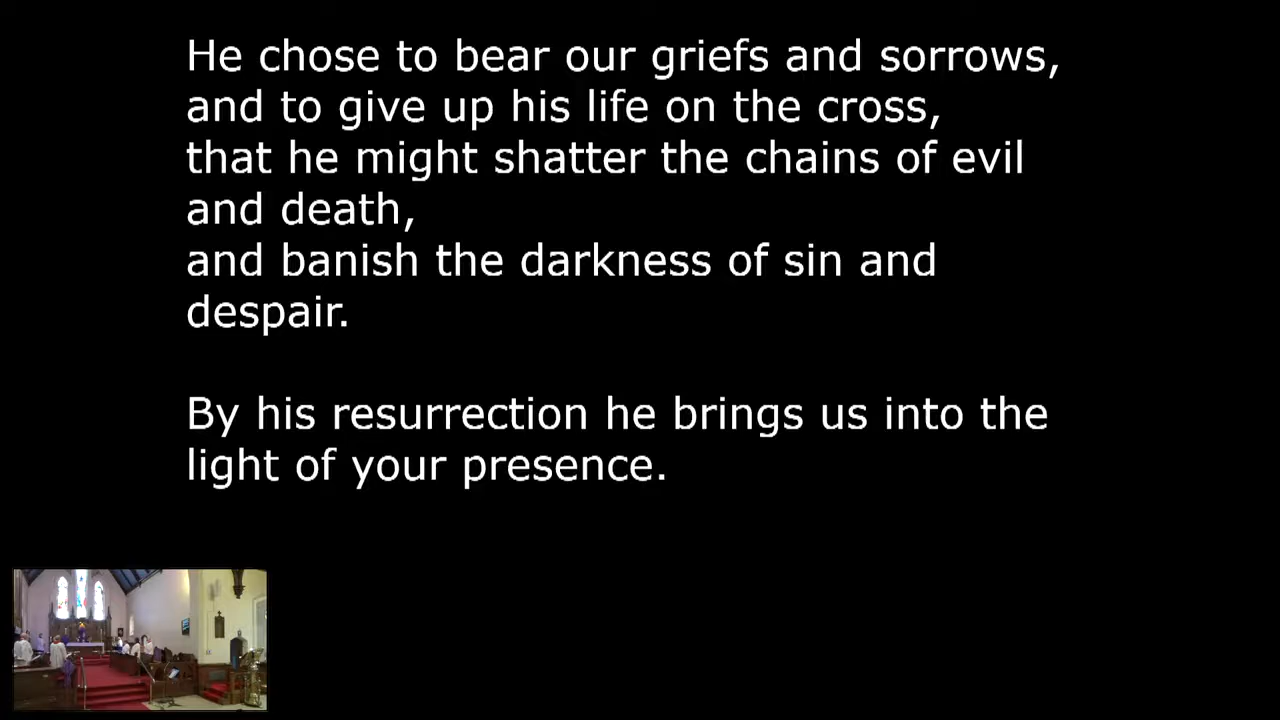 He chose to bear our griefs and sorrows,
and to give up his life on the cross,
that he might shatter the chains of evil
and death,
and banish the darkness of sin and
despair.
By his resurrection he brings us into the
light of your presence.